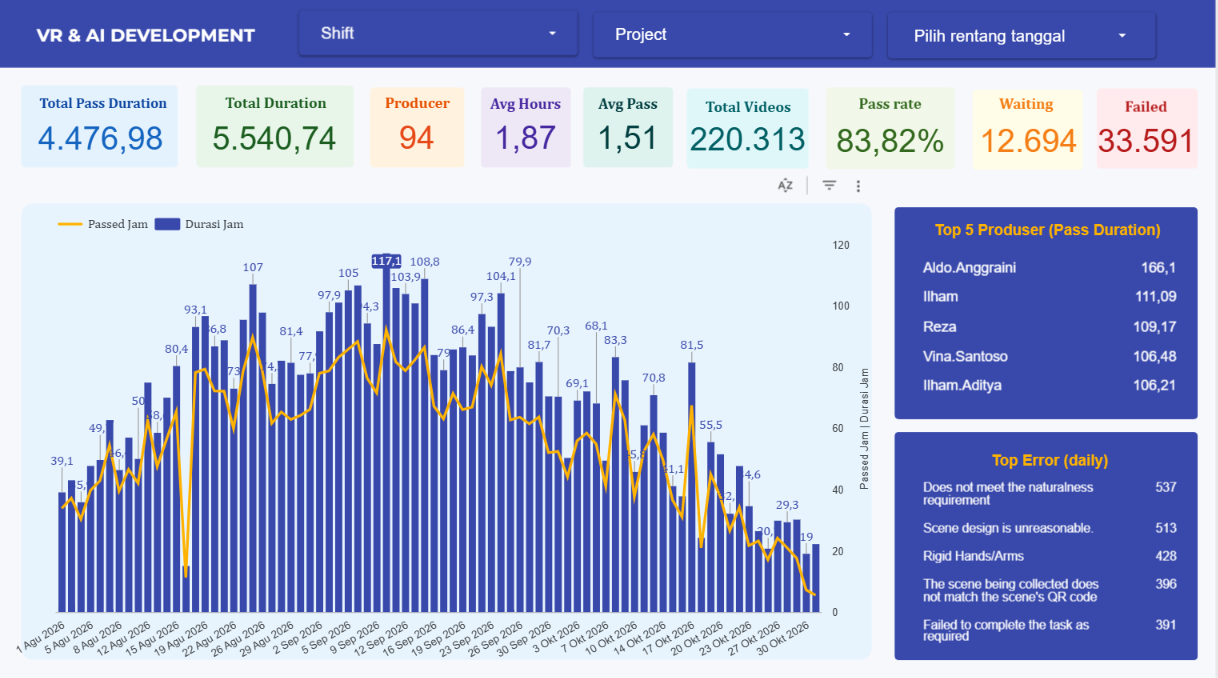 VR & AI DEVELOPMENT
Shift
Project
Pilih rentang tanggal
Total Pass Duration
4.476,98
Total Duration
5.540,74
Producer
94
Avg Hours
1,87
Avg Pass
1,51
Total Videos
220.313
Pass rate
83,82%
Waiting
12.694
Failed
33.591
Passed Jam
Durasi Jam
39,1
80,4
93,1
107
81,4
97,9
105
117,1
103,9
108,8
86,4
97,3
104,1
79,9
81,7
70,3
69,1
68,1
83,3
70,8
81,5
55,5
29,3
19
120
100
80
60
40
20
0
Passed Jam | Durasi Jam
1 Agu 2026
5 Agu 2026
8 Agu 2026
12 Agu 2026
15 Agu 2026
19 Agu 2026
22 Agu 2026
26 Agu 2026
29 Agu 2026
2 Sep 2026
5 Sep 2026
9 Sep 2026
12 Sep 2026
16 Sep 2026
19 Sep 2026
23 Sep 2026
26 Sep 2026
30 Sep 2026
3 Okt 2026
7 Okt 2026
10 Okt 2026
14 Okt 2026
17 Okt 2026
20 Okt 2026
23 Okt 2026
27 Okt 2026
30 Okt 2026
Top 5 Produser (Pass Duration)
Aldo.Anggraini 166,1
Ilham 111,09
Reza 109,17
Vina.Santoso 106,48
Ilham.Aditya 106,21
Top Error (daily)
Does not meet the naturalness 537
requirement
Scene design is unreasonable. 513
Rigid Hands/Arms 428
The scene being collected does 396
not match the scene's QR code
Failed to complete the task as 391
required